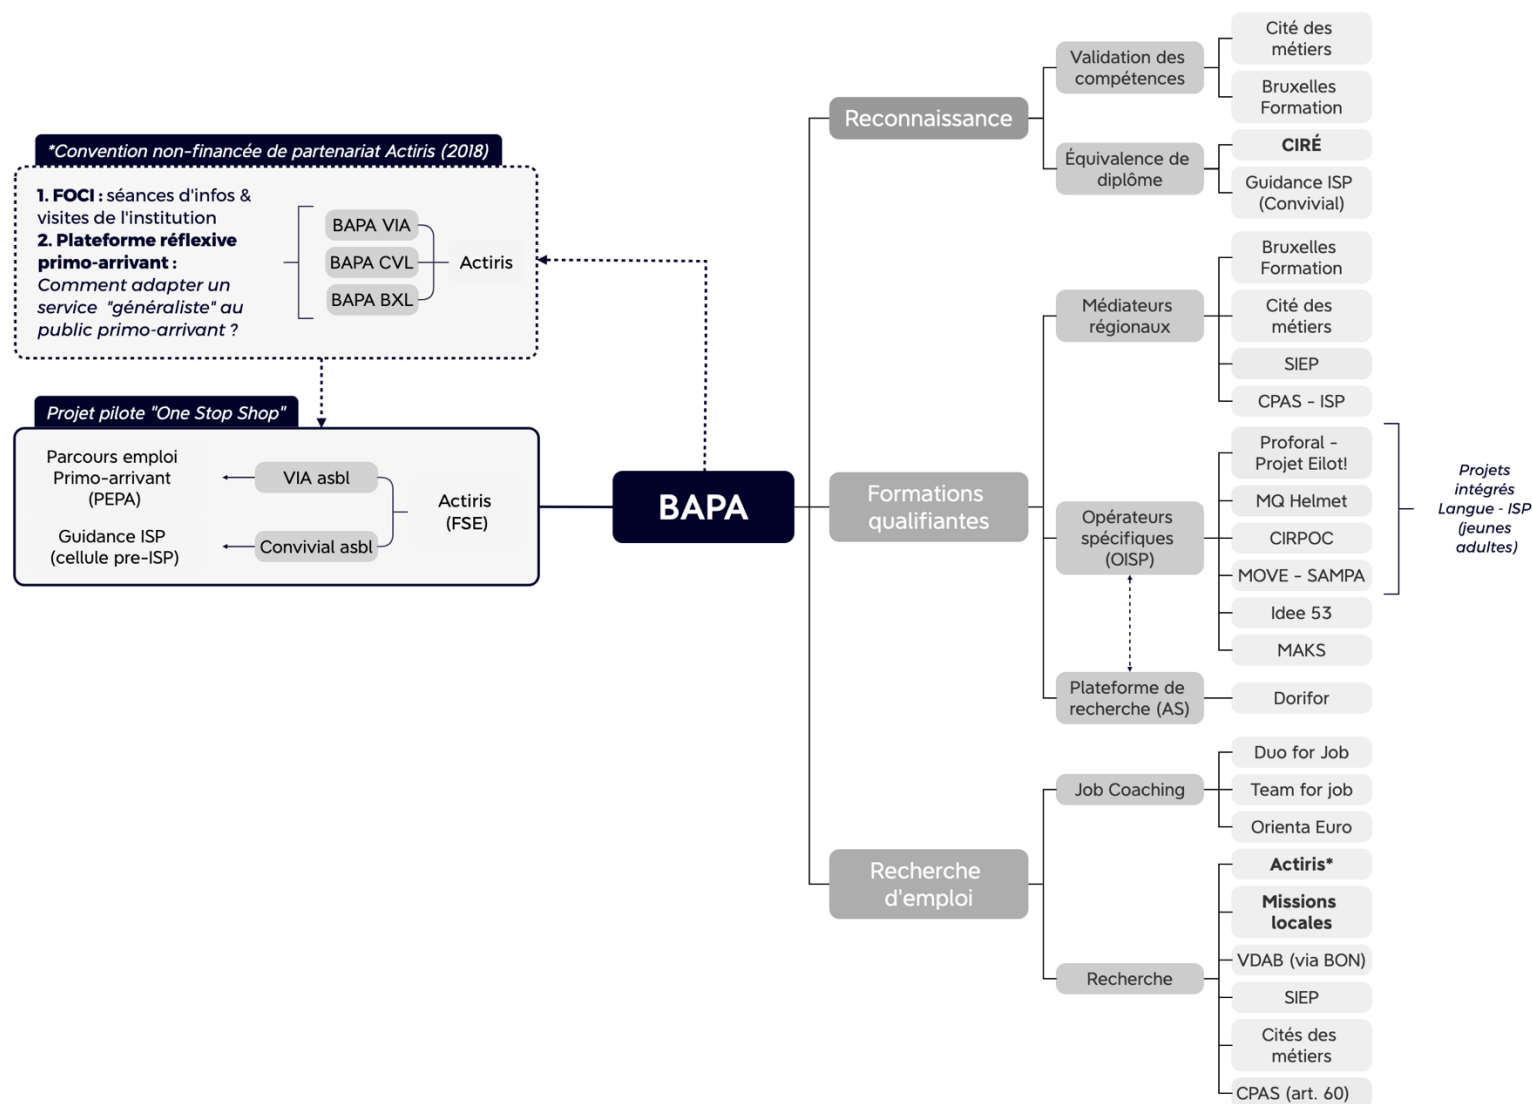 *Convention non-financée de partenariat Actiris (2018)
1. FOCI : séances d'infos &
visites de l'institution
2. Plateforme réflexive
primo-arrivant :
Comment adapter un
service "généraliste" au
public primo-arrivant ?
BAPA VIA
BAPA CVL
BAPA BXL
Actiris
Projet pilote "One Stop Shop"
Parcours emploi
Primo-arrivant
(PEPA)
Guidance ISP
(cellule pre-ISP)
VIA asbl
Convivial asbl
Actiris
(FSE)
BAPA
Reconnaissance
Validation des
compétences
Cité des
métiers
Bruxelles
Formation
Équivalence de
diplôme
CIRÉ
Guidance ISP
(Convivial)
Formations
qualifiantes
Médiateurs
régionaux
Bruxelles
Formation
Cité des
métiers
SIEP
CPAS - ISP
Opérateurs
spécifiques
(OISP)
Proforal -
Projet Eilot!
MQ Helmet
CIRPOC
MOVE - SAMPA
Idee 53
MAKS
Projets
intégrés
Langue - ISP
(jeunes
adultes)
Plateforme de
recherche (AS)
Dorifor
Recherche
d'emploi
Job Coaching
Duo for Job
Team for job
Orienta Euro
Recherche
Actiris*
Missions
locales
VDAB (via BON)
SIEP
Cités des
métiers
CPAS (art. 60)